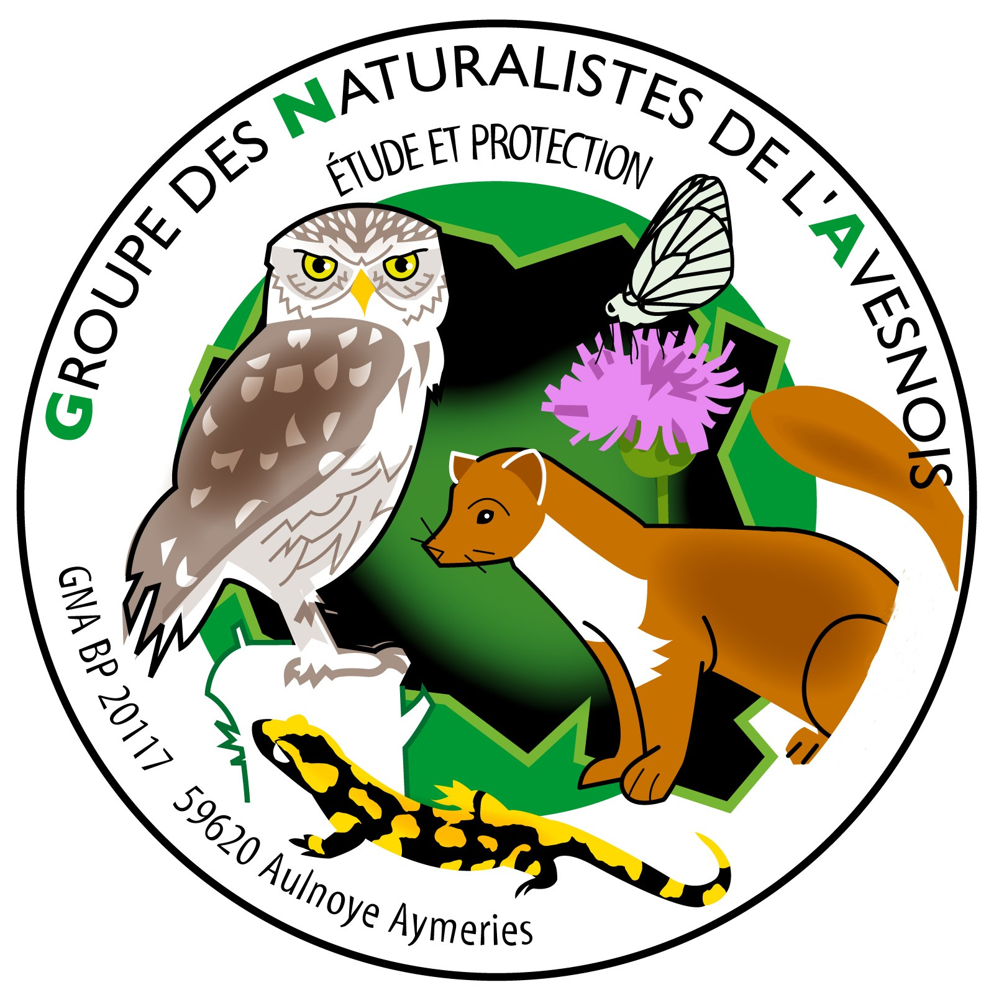 GROUPE DES NATURALISTES DE L'AVESNOIS
ÉTUDE ET PROTECTION
GNA BP 20117 59620 Aulnoye Aymeries